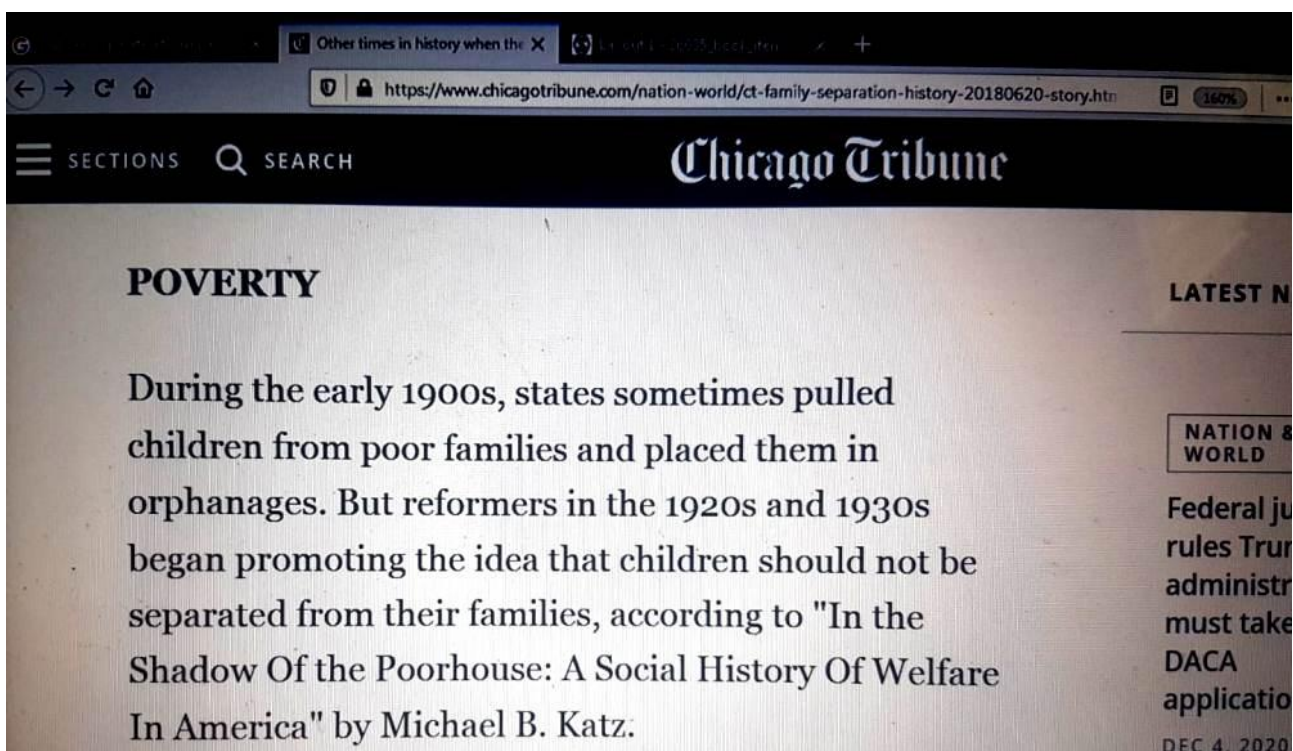 Other times in history when the
https://www.chicagotribune.com/nation-world/ct-family-separation-history-20180620-story.htm
160%
SECTIONS SEARCH
Chicago Tribune
POVERTY
During the early 1900s, states sometimes pulled
children from poor families and placed them in
orphanages. But reformers in the 1920s and 1930s
began promoting the idea that children should not be
separated from their families, according to "In the
Shadow Of the Poorhouse: A Social History Of Welfare
In America" by Michael B. Katz.
LATEST N
NATION &
WORLD
Federal ju
rules Trum
administr
must take
DACA
applicatio
DEC 4, 2020